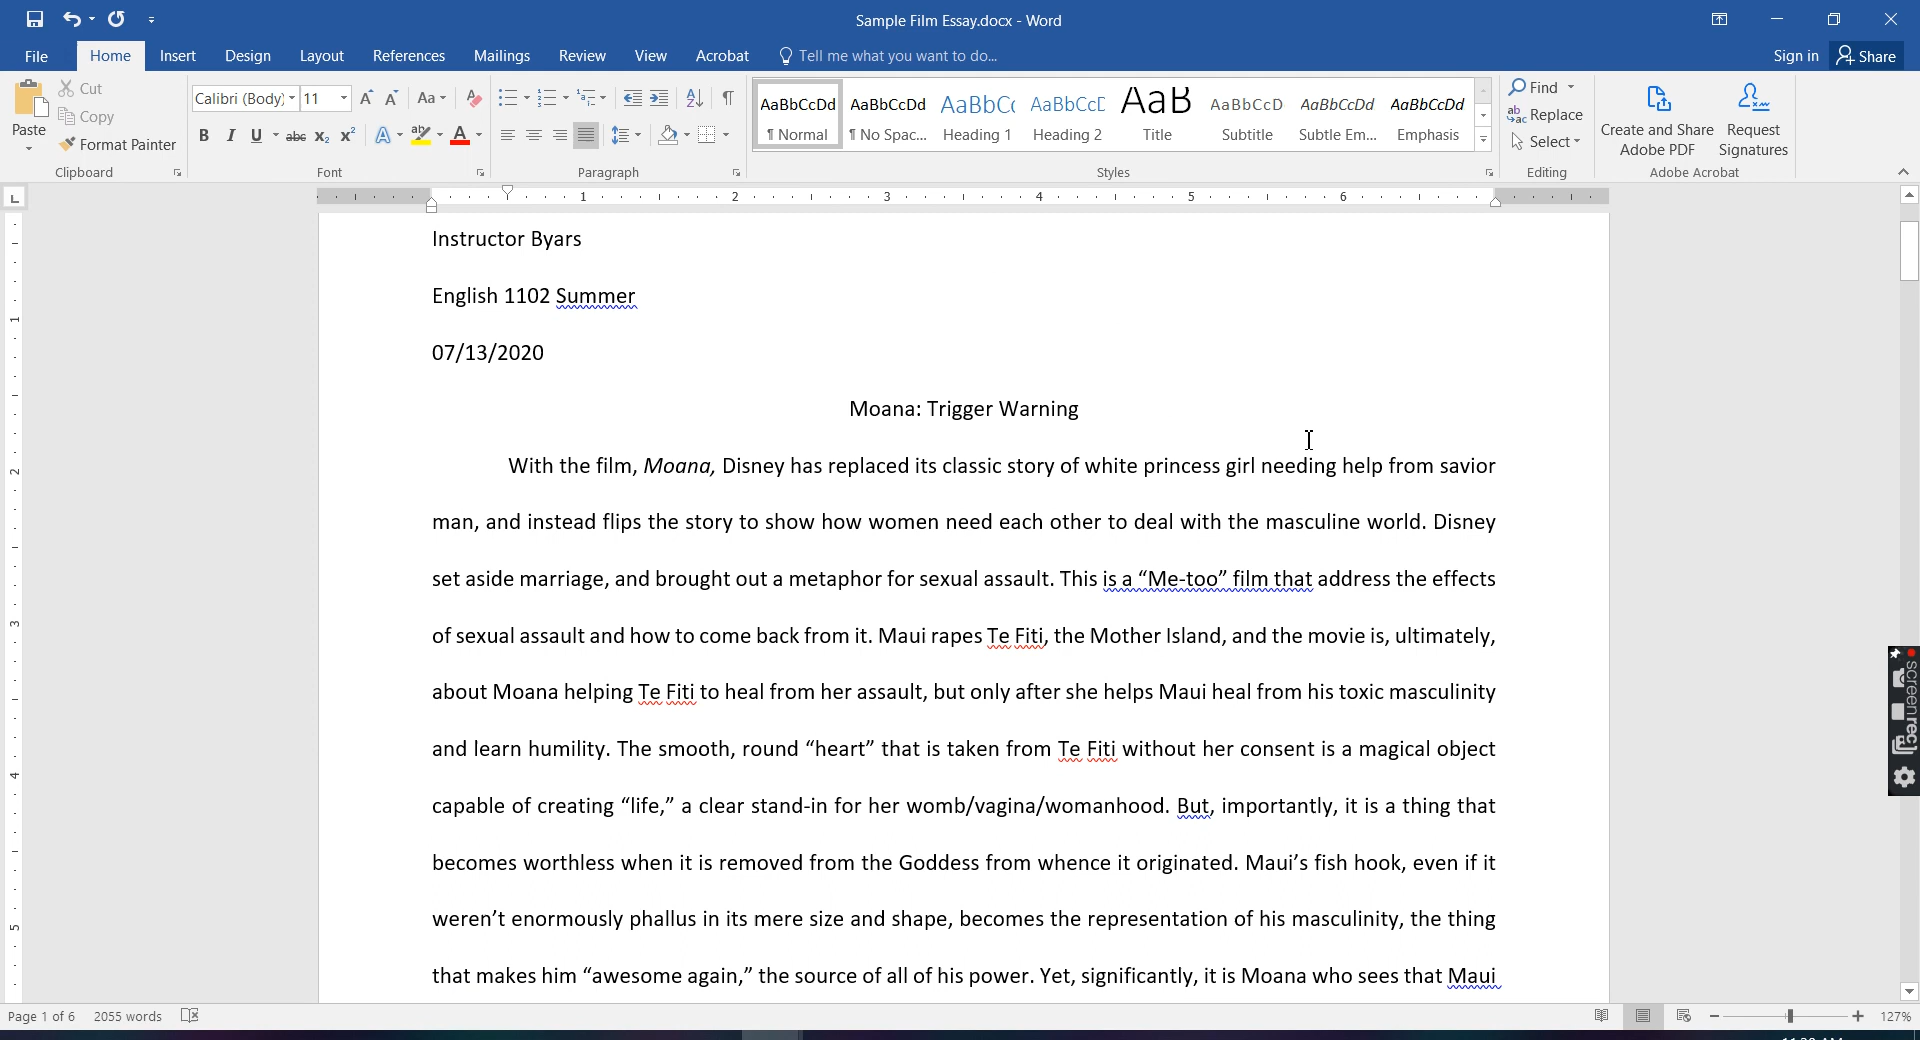 Sample Film Essay.docx - Word
File Home Insert Design Layout References Mailings Review View Acrobat Tell me what you want to do... Sign in Share
Paste
Cut
Copy
Format Painter
Clipboard
Calibri (Body) 11
Font
Paragraph
AaBbCcDd AaBbCcDd AaBbCc AaBbCcC AaB AaBbCcD AaBbCcDd AaBbCcDd
¶ Normal ¶ No Spac... Heading 1 Heading 2 Title Subtitle Subtle Em... Emphasis
Styles
Find
Replace
Select
Editing
Create and Share Adobe PDF
Request Signatures
Adobe Acrobat
1 2 3 4 5 6
Instructor Byars
English 1102 Summer
07/13/2020
Moana: Trigger Warning
With the film, Moana, Disney has replaced its classic story of white princess girl needing help from savior
man, and instead flips the story to show how women need each other to deal with the masculine world. Disney
set aside marriage, and brought out a metaphor for sexual assault. This is a “Me-too” film that address the effects
of sexual assault and how to come back from it. Maui rapes Te Fiti, the Mother Island, and the movie is, ultimately,
about Moana helping Te Fiti to heal from her assault, but only after she helps Maui heal from his toxic masculinity
and learn humility. The smooth, round “heart” that is taken from Te Fiti without her consent is a magical object
capable of creating “life,” a clear stand-in for her womb/vagina/womanhood. But, importantly, it is a thing that
becomes worthless when it is removed from the Goddess from whence it originated. Maui’s fish hook, even if it
weren’t enormously phallus in its mere size and shape, becomes the representation of his masculinity, the thing
that makes him “awesome again,” the source of all of his power. Yet, significantly, it is Moana who sees that Maui
1
2
3
4
5
screenrec
Page 1 of 6 2055 words 127%